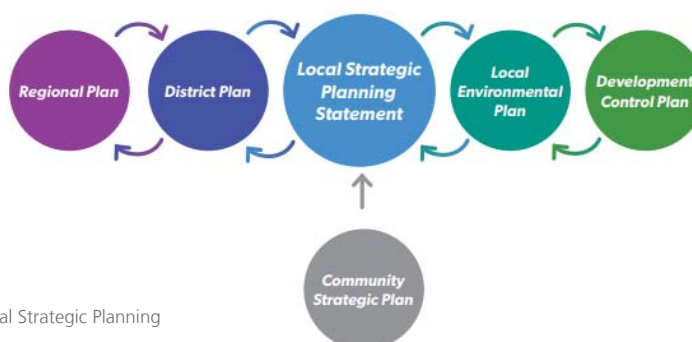 Regional Plan
District Plan
Local Strategic
Planning
Statement
Local
Environmental
Plan
Development
Control Plan
Community
Strategic Plan
al Strategic Planning